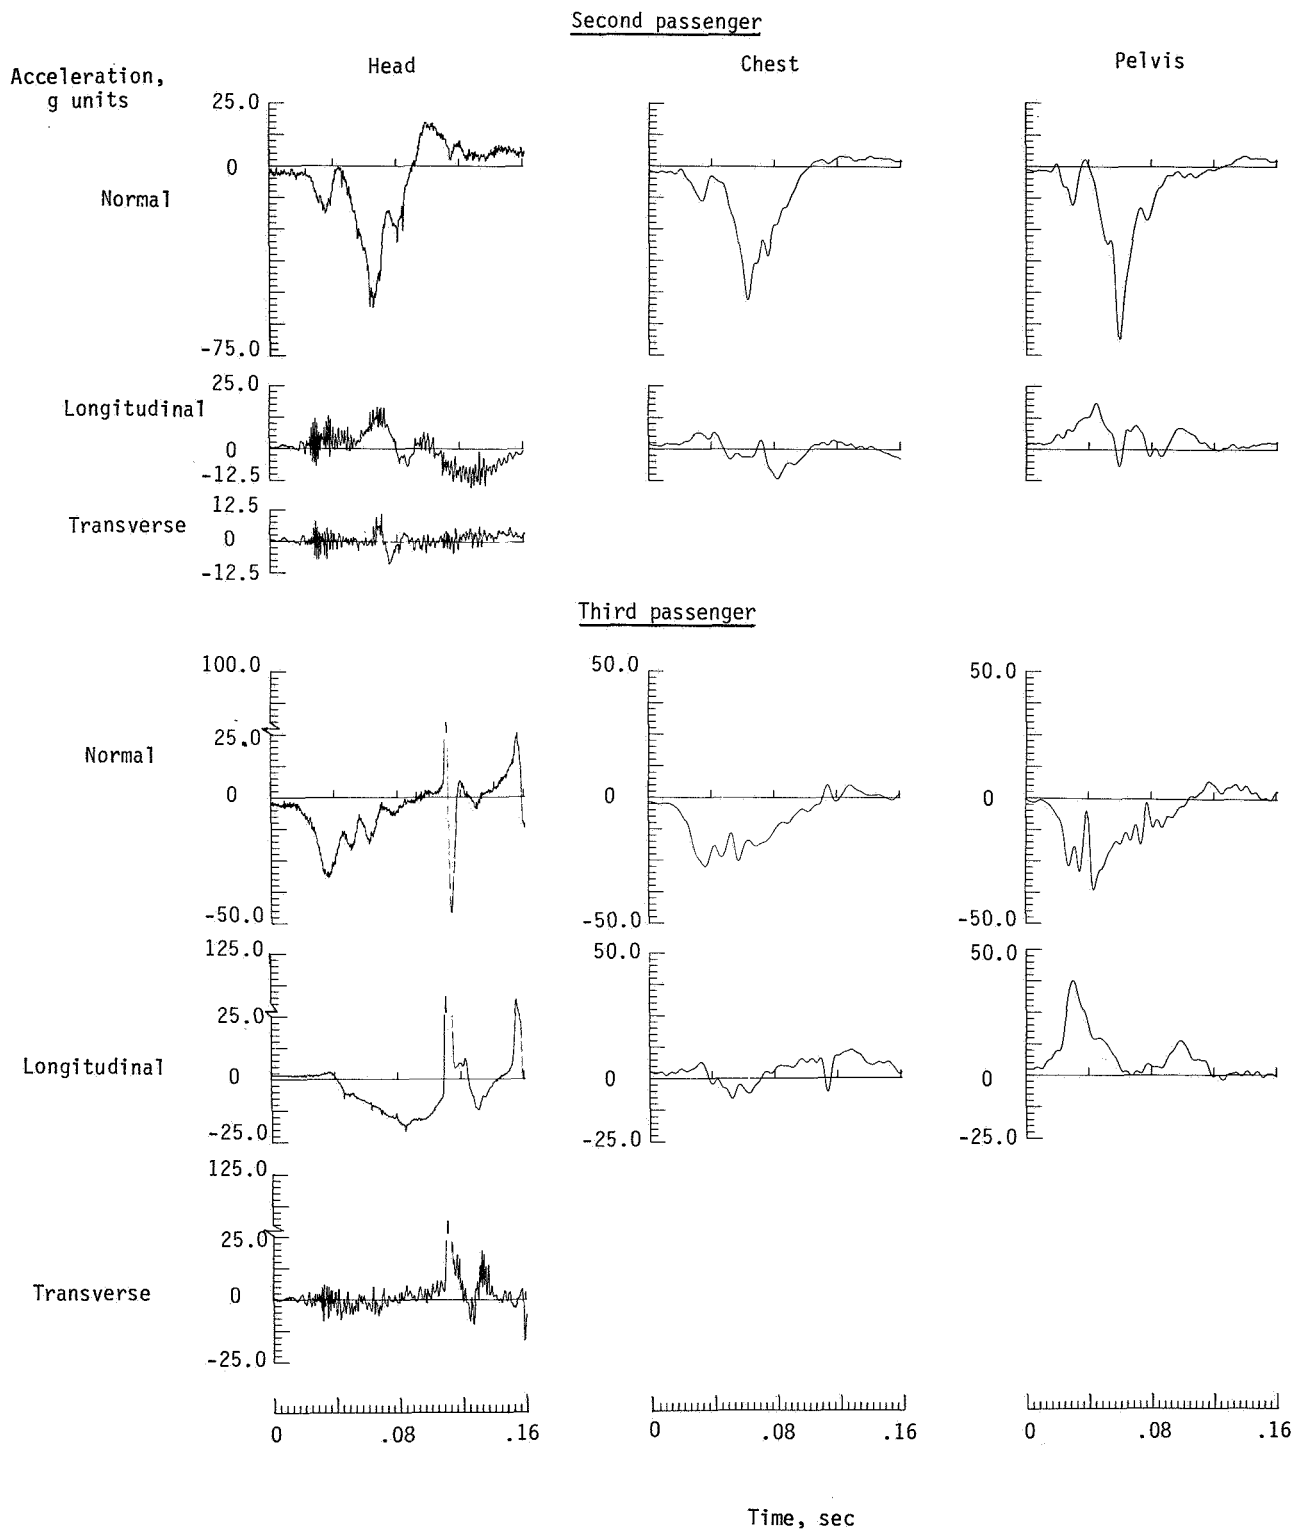 Second passenger
Head
Chest
Pelvis
Acceleration,
g units
25.0
0
Normal
-75.0
25.0
Longitudinal
0
-12.5
12.5
Transverse
0
-12.5
Third passenger
100.0
50.0
50.0
25.0
Normal
0
0
0
-50.0
-50.0
-50.0
125.0
50.0
50.0
25.0
Longitudinal
0
0
0
-25.0
-25.0
-25.0
125.0
25.0
Transverse
0
-25.0
0 .08 .16
0 .08 .16
0 .08 .16
Time, sec